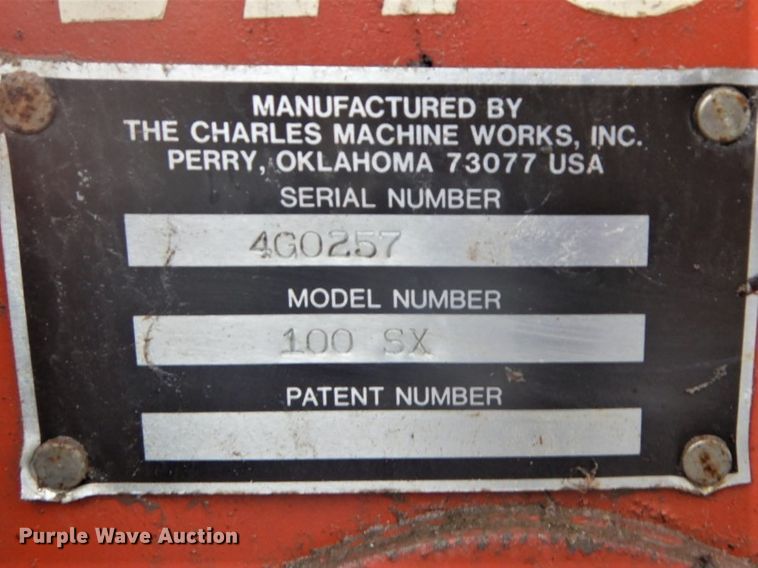 MANUFACTURED BY
THE CHARLES MACHINE WORKS, INC.
PERRY, OKLAHOMA 73077 USA
SERIAL NUMBER
4G0257
MODEL NUMBER
100 SX
PATENT NUMBER
Purple Wave Auction